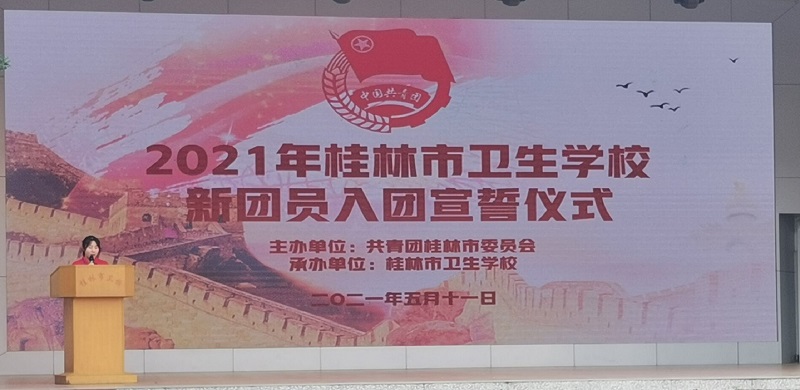 中国共青团
2021年桂林市卫生学校
新团员入团宣誓仪式
主办单位：共青团桂林市委员会
承办单位：桂林市卫生学校
二〇二一年五月十一日